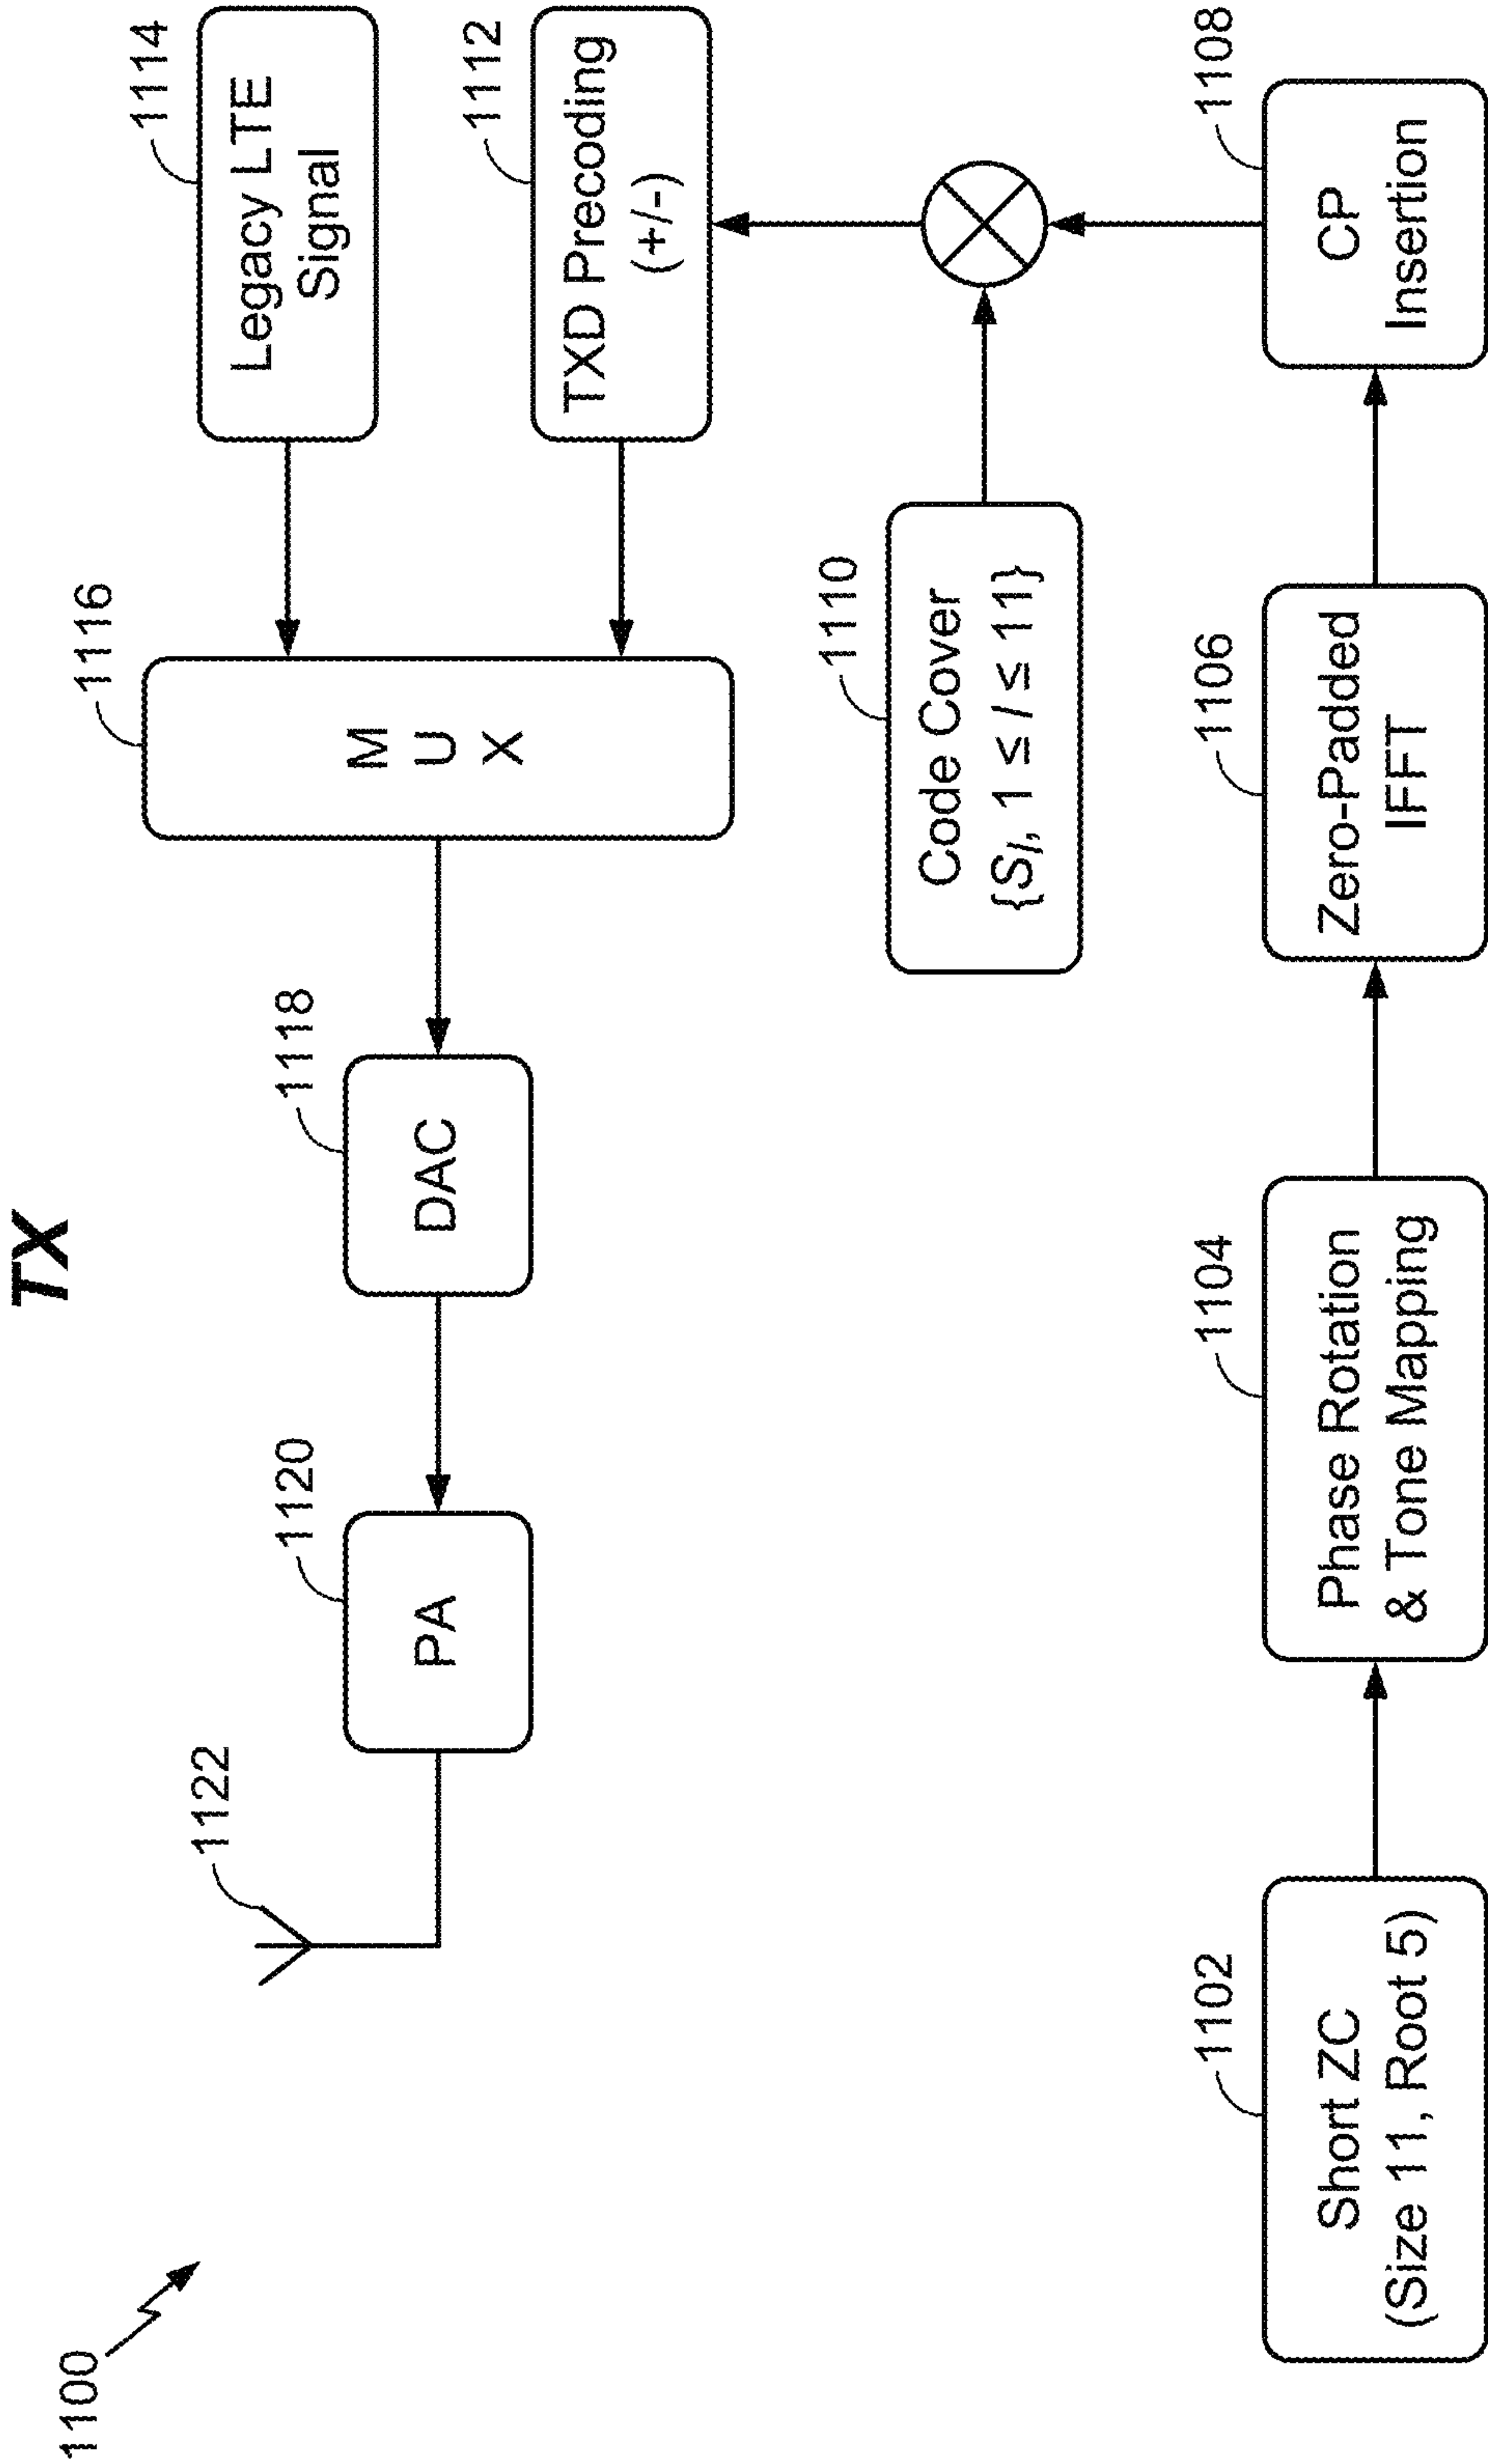 1100
TX
1122
1120
PA
1118
DAC
1116
M
U
X
1114
Legacy LTE
Signal
1112
TXD Precoding
(+/-)
1110
Code Cover
{S_l, 1 ≤ l ≤ 11}
1102
Short ZC
(Size 11, Root 5)
1104
Phase Rotation
& Tone Mapping
1106
Zero-Padded
IFFT
1108
CP
Insertion